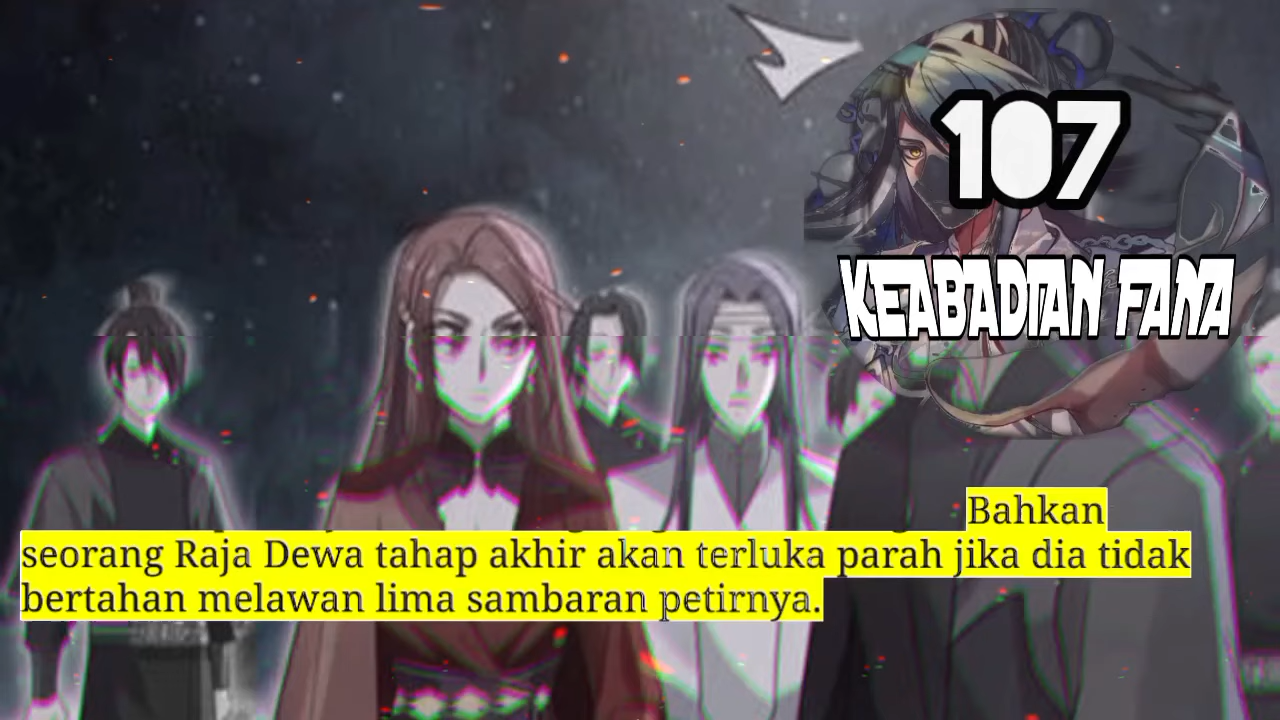 107
KEABADIAN FANA
Bahkan
seorang Raja Dewa tahap akhir akan terluka parah jika dia tidak
bertahan melawan lima sambaran petirnya.